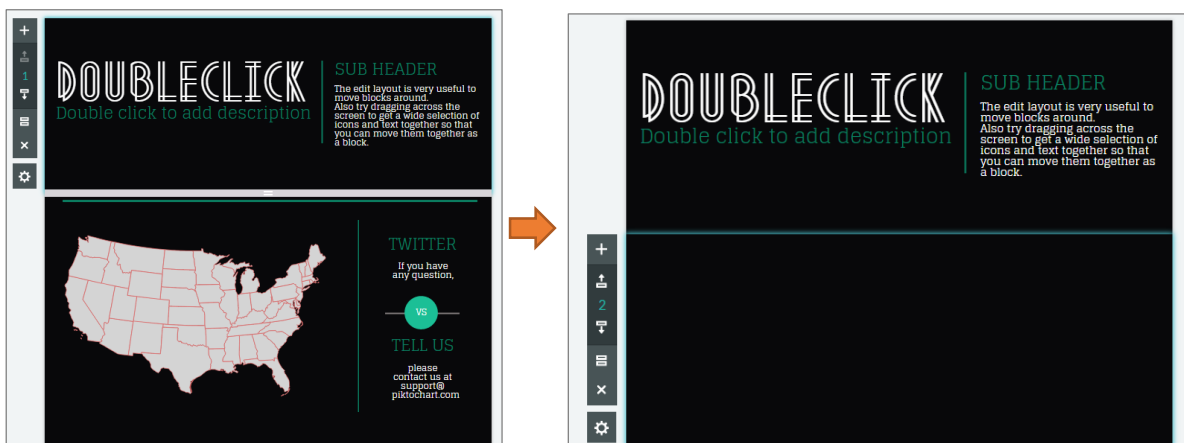 1
DOUBLECLICK
Double click to add description
SUB HEADER
The edit layout is very useful to
move blocks around.
Also try dragging across the
screen to get a wide selection of
icons and text together so that
you can move them together as
a block.
TWITTER
If you have
any question,
VS
TELL US
please
contact us at
support@
piktochart.com
DOUBLECLICK
Double click to add description
SUB HEADER
The edit layout is very useful to
move blocks around.
Also try dragging across the
screen to get a wide selection of
icons and text together so that
you can move them together as
a block.
2